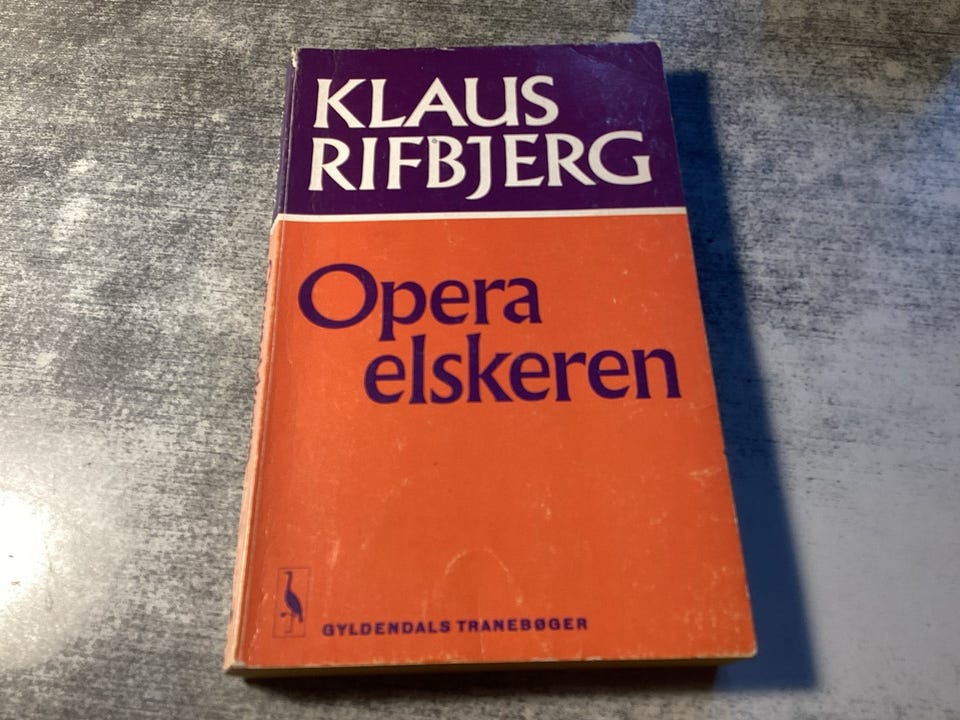 KLAUS
RIFBJERG
Opera
elskeren
GYLDENDALS TRANEBØGER